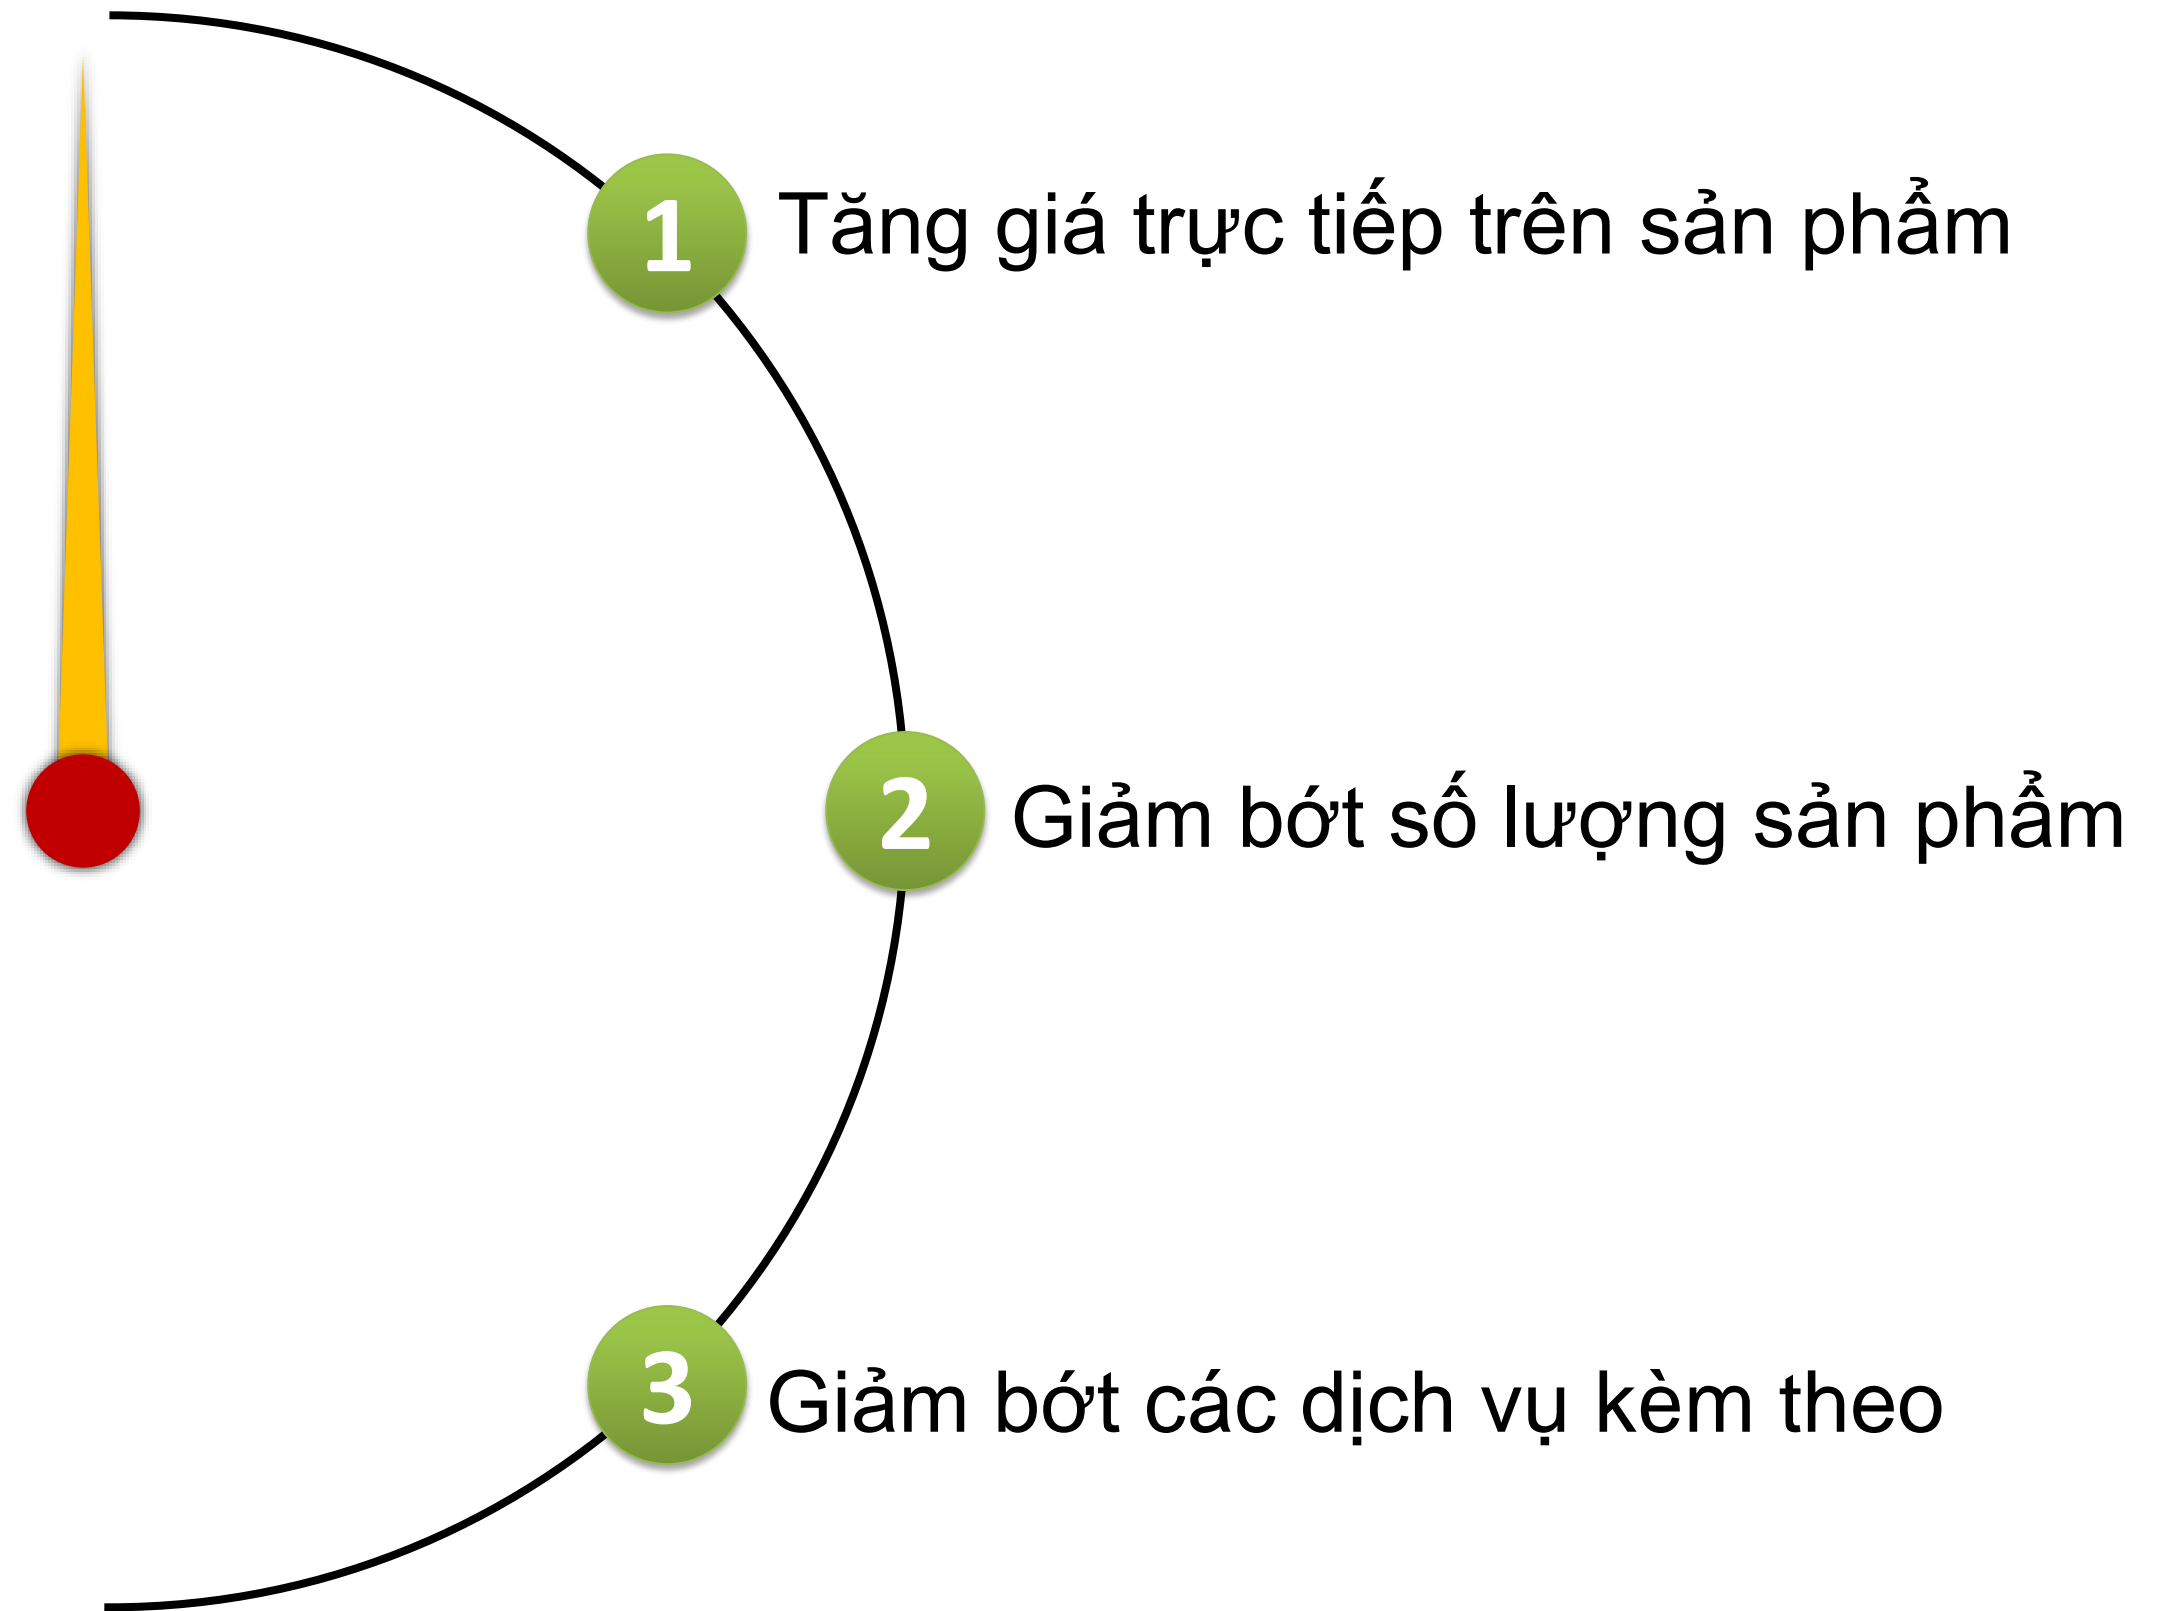 1 Tăng giá trực tiếp trên sản phẩm
2 Giảm bớt số lượng sản phẩm
3 Giảm bớt các dịch vụ kèm theo